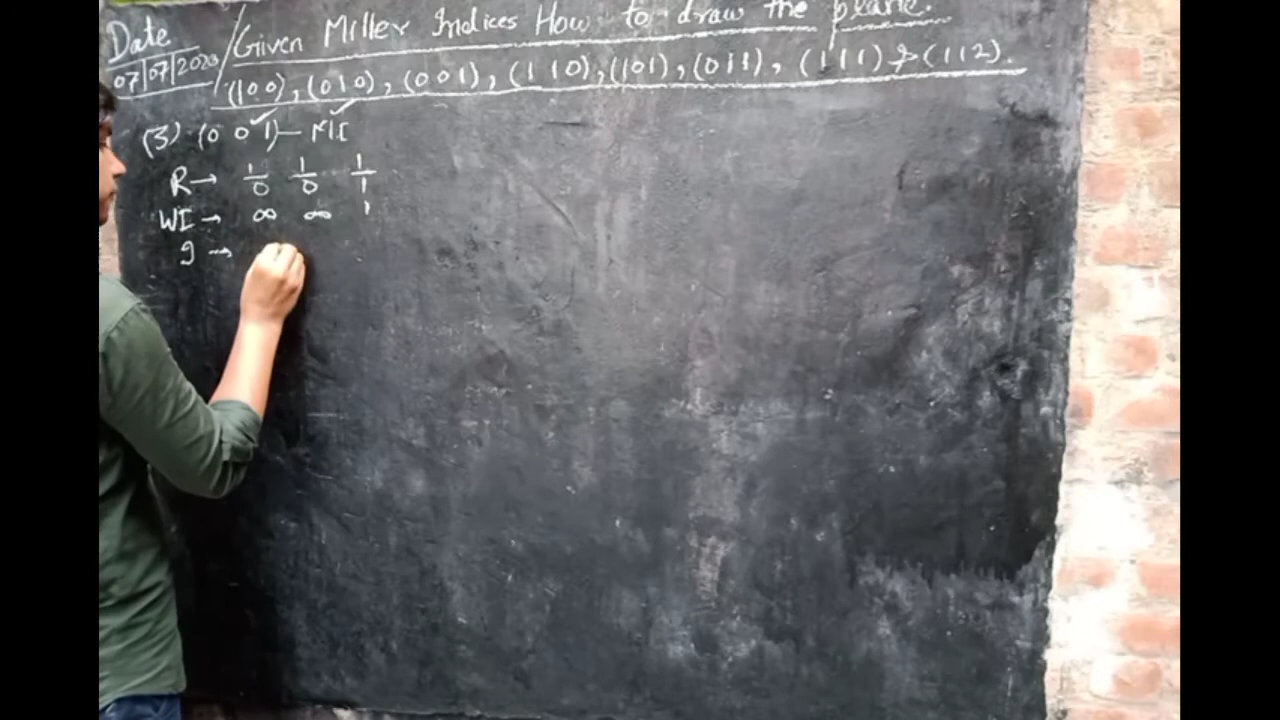 Date
07/07/2020
Given Miller Indices How to draw the plane.
(100), (010), (001), (110), (101), (011), (111) & (112).
(3) (0 0 1) — MI
R→ 1/0 1/0 1/1
WI → ∞ ∞ 1
9 →